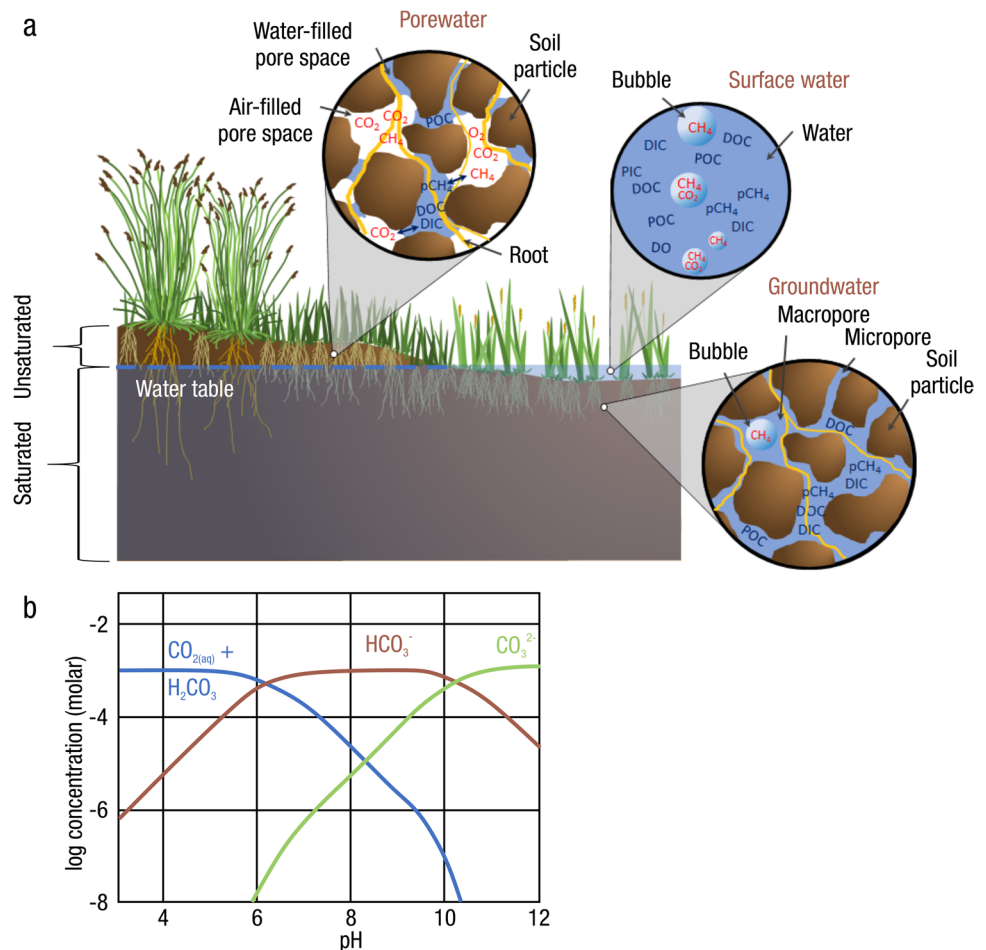 a
Porewater
Water-filled
pore space
Soil
particle
Air-filled
pore space
CO2
CO2
CH4
POC
O2
CO2
CH4
pCH4
DOC
DIC
CO2
Root
Surface water
Bubble
Water
CH4
DIC
DOC
POC
PIC
DOC
CH4
CO2
pCH4
pCH4
POC
DIC
DO
CH4
CH4
CO2
Groundwater
Macropore
Micropore
Bubble
Soil
particle
CH4
DOC
pCH4
DIC
pCH4
DOC
DIC
POC
Unsaturated
Water table
Saturated
b
-2
-4
-6
-8
log concentration (molar)
CO2(aq) +
H2CO3
HCO3-
CO32-
4
6
8
10
12
pH